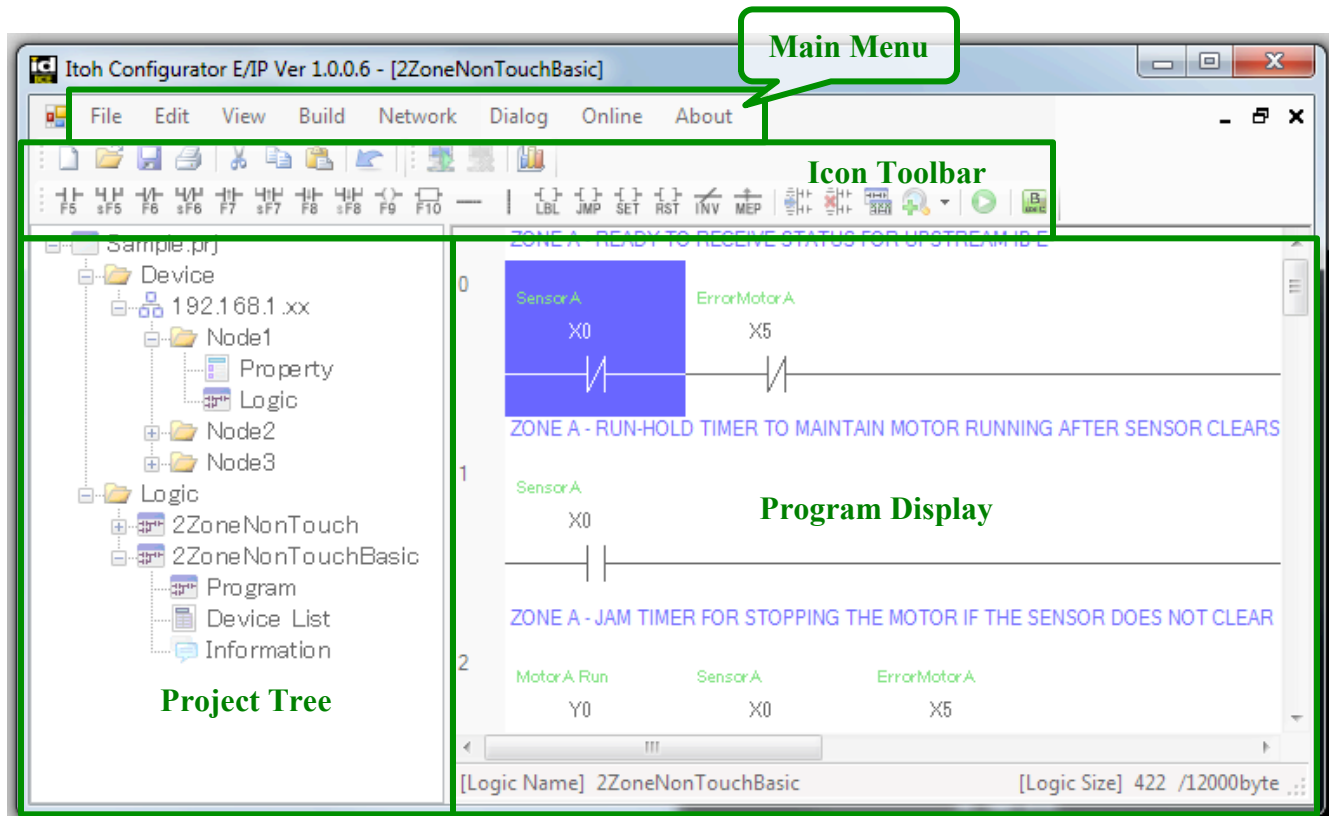 Main Menu
Itoh Configurator E/IP Ver 1.0.0.6 - [2ZoneNonTouchBasic]
File Edit View Build Network Dialog Online About
Icon Toolbar
F5 sF5 F6 sF6 F7 sF7 F8 sF8 F9 F10 LBL JMP SET RST INV MEP
Sample.prj
Device
192.168.1.xx
Node1
Property
Logic
Node2
Node3
Logic
2ZoneNonTouch
2ZoneNonTouchBasic
Program
Device List
Information
Project Tree
ZONE A - READY TO RECEIVE STATUS FOR UPSTREAM IB-E
0
SensorA ErrorMotorA
X0 X5
ZONE A - RUN-HOLD TIMER TO MAINTAIN MOTOR RUNNING AFTER SENSOR CLEARS
1
SensorA
X0
Program Display
ZONE A - JAM TIMER FOR STOPPING THE MOTOR IF THE SENSOR DOES NOT CLEAR
2
MotorA Run SensorA ErrorMotorA
Y0 X0 X5
[Logic Name] 2ZoneNonTouchBasic [Logic Size] 422 /12000byte